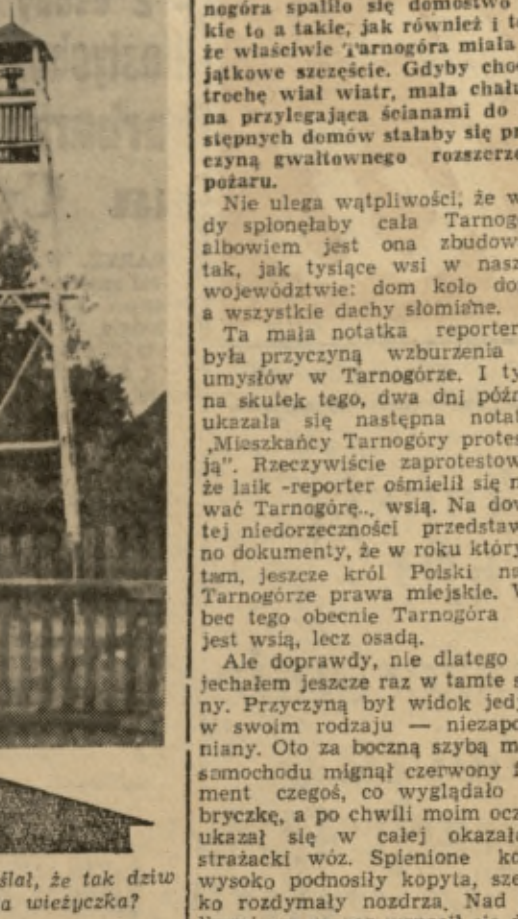 nogóra spaliło się domostwo
kie to a takie, jak również i t
że właściwie Tarnogóra miała
jątkowe szczęście. Gdyby cho
trochę wiał wiatr, mała chału
na przylegająca ścianami do
stępnych domów stałaby się pr
czyną gwałtownego rozszerze
pożaru.
Nie ulega wątpliwości, że w
dy spłonęłaby cała Tarnog
albowiem jest ona zbudow
tak, jak tysiące wsi w nasz
województwie: dom koło do
a wszystkie dachy słomiane.
Ta mała notatka reporter
była przyczyną wzburzenia
umysłów w Tarnogórze. I ty
na skutek tego, dwa dni późn
ukazała się następna notat
„Mieszkańcy Tarnogóry protes
ją". Rzeczywiście zaprotestow
że laik -reporter ośmielił się n
wać Tarnogórę.., wsią. Na dow
tej niedorzeczności przedstaw
no dokumenty, że w roku który
tam, jeszcze król Polski na
Tarnogórze prawa miejskie. W
bec tego obecnie Tarnogóra
jest wsią, lecz osadą.
Ale doprawdy, nie dlatego
jechałem jeszcze raz w tamte s
ny. Przyczyną był widok jedy
w swoim rodzaju — niezapo
niany. Oto za boczną szybą m
samochodu mignął czerwony f
ment czegoś, co wyglądało
bryczkę, a po chwili moim ocz
ukazał się w całej okazało
strażacki wóz. Spienione ko
wysoko podnosiły kopyta, sze
ko rozdymały nozdrza. Nad
ślał, że tak dziw
a wieżyczka?